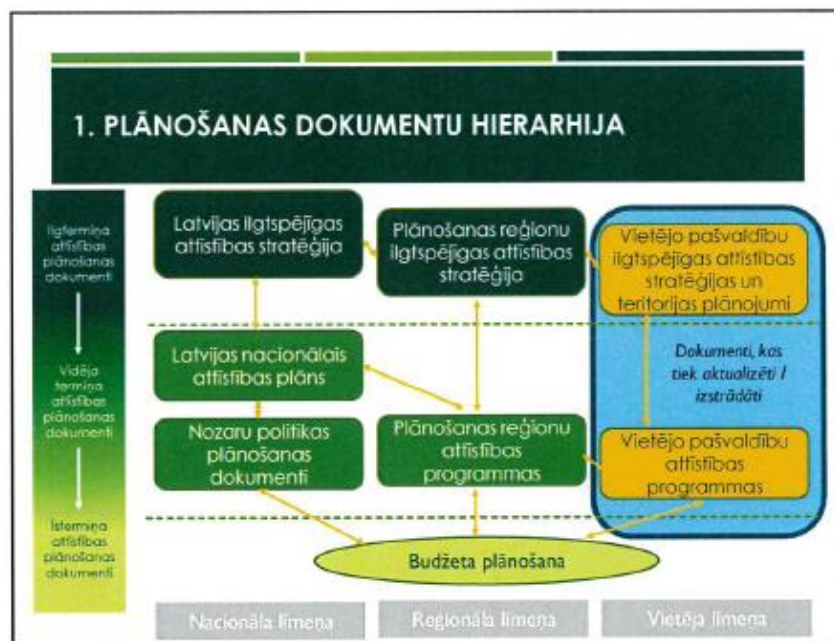 1. PLĀNOŠANAS DOKUMENTU HIERARHIJA
Ilgtermiņa
attīstības
plānošanas
dokumenti
Vidēja
termiņa
attīstības
plānošanas
dokumenti
Īstermiņa
attīstības
plānošanas
dokumenti
Latvijas ilgtspējīgas
attīstības stratēģija
Plānošanas reģionu
ilgtspējīgas attīstības
stratēģija
Vietējo pašvaldību
ilgtspējīgas attīstības
stratēģijas un
teritorijas plānojumi
Latvijas nacionālais
attīstības plāns
Dokumenti, kas
tiek aktualizēti /
izstrādāti
Nozaru politikas
plānošanas
dokumenti
Plānošanas reģionu
attīstības
programmas
Vietējo pašvaldību
attīstības
programmas
Budžeta plānošana
Nacionāla līmeņa
Reģionāla līmeņa
Vietēja līmeņa